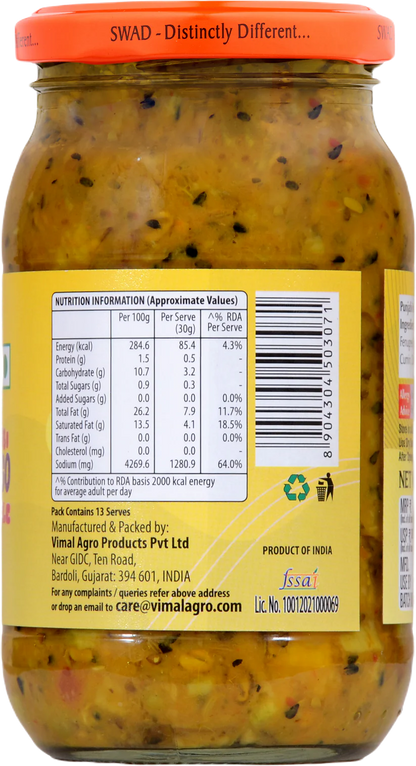 SWAD - Distinctly Different...
NUTRITION INFORMATION (Approximate Values)
Per 100g Per Serve (30g) ^% RDA Per Serve
Energy (kcal) 284.6 85.4 4.3%
Protein (g) 1.5 0.5 -
Carbohydrate (g) 10.7 3.2 -
Total Sugars (g) 0.9 0.3 -
Added Sugars (g) 0.0 0.0 0.0%
Total Fat (g) 26.2 7.9 11.7%
Saturated Fat (g) 13.5 4.1 18.5%
Trans Fat (g) 0.0 0.0 0.0%
Cholesterol (mg) 0.0 0.0 -
Sodium (mg) 4269.6 1280.9 64.0%
^% Contribution to RDA basis 2000 kcal energy
for average adult per day
8904304503071
Pack Contains 13 Serves
Manufactured & Packed by:
Vimal Agro Products Pvt Ltd
Near GIDC, Ten Road,
Bardoli, Gujarat: 394 601, INDIA
For any complaints / queries refer above address
or drop an email to care@vimalagro.com
PRODUCT OF INDIA
fssai
Lic. No. 10012021000069